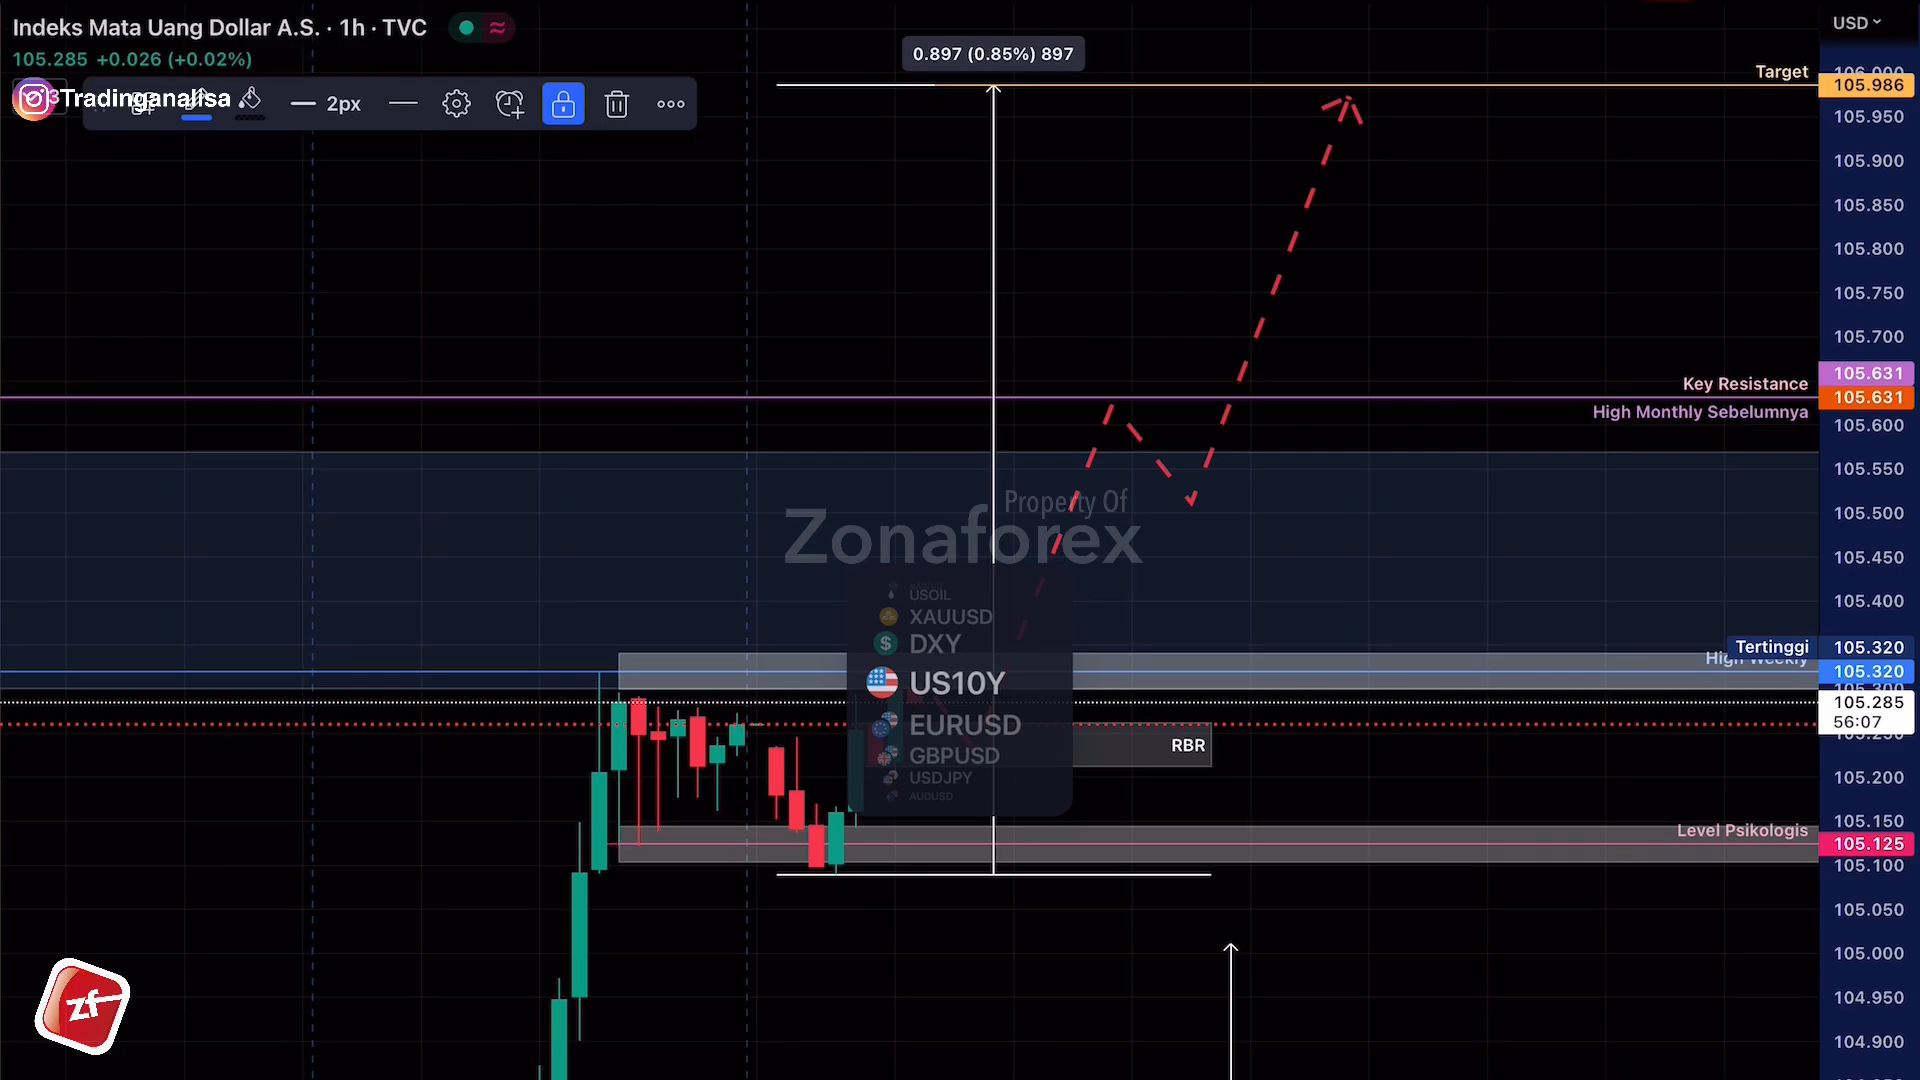 Indeks Mata Uang Dollar A.S. · 1h · TVC
105.285 +0.026 (+0.02%)
Tradinganalisa
2px
0.897 (0.85%) 897
USD
Target
105.986
105.950
105.900
105.850
105.800
105.750
105.700
105.631
Key Resistance
105.631
High Monthly Sebelumnya
105.600
105.550
105.500
105.450
105.400
Property Of
Zonaforex
USOIL
XAUUSD
DXY
US10Y
EURUSD
GBPUSD
USDJPY
AUDUSD
Tertinggi
105.320
High Weekly
105.320
105.285
56:07
RBR
105.200
105.150
Level Psikologis
105.125
105.100
105.050
105.000
104.950
104.900
zf